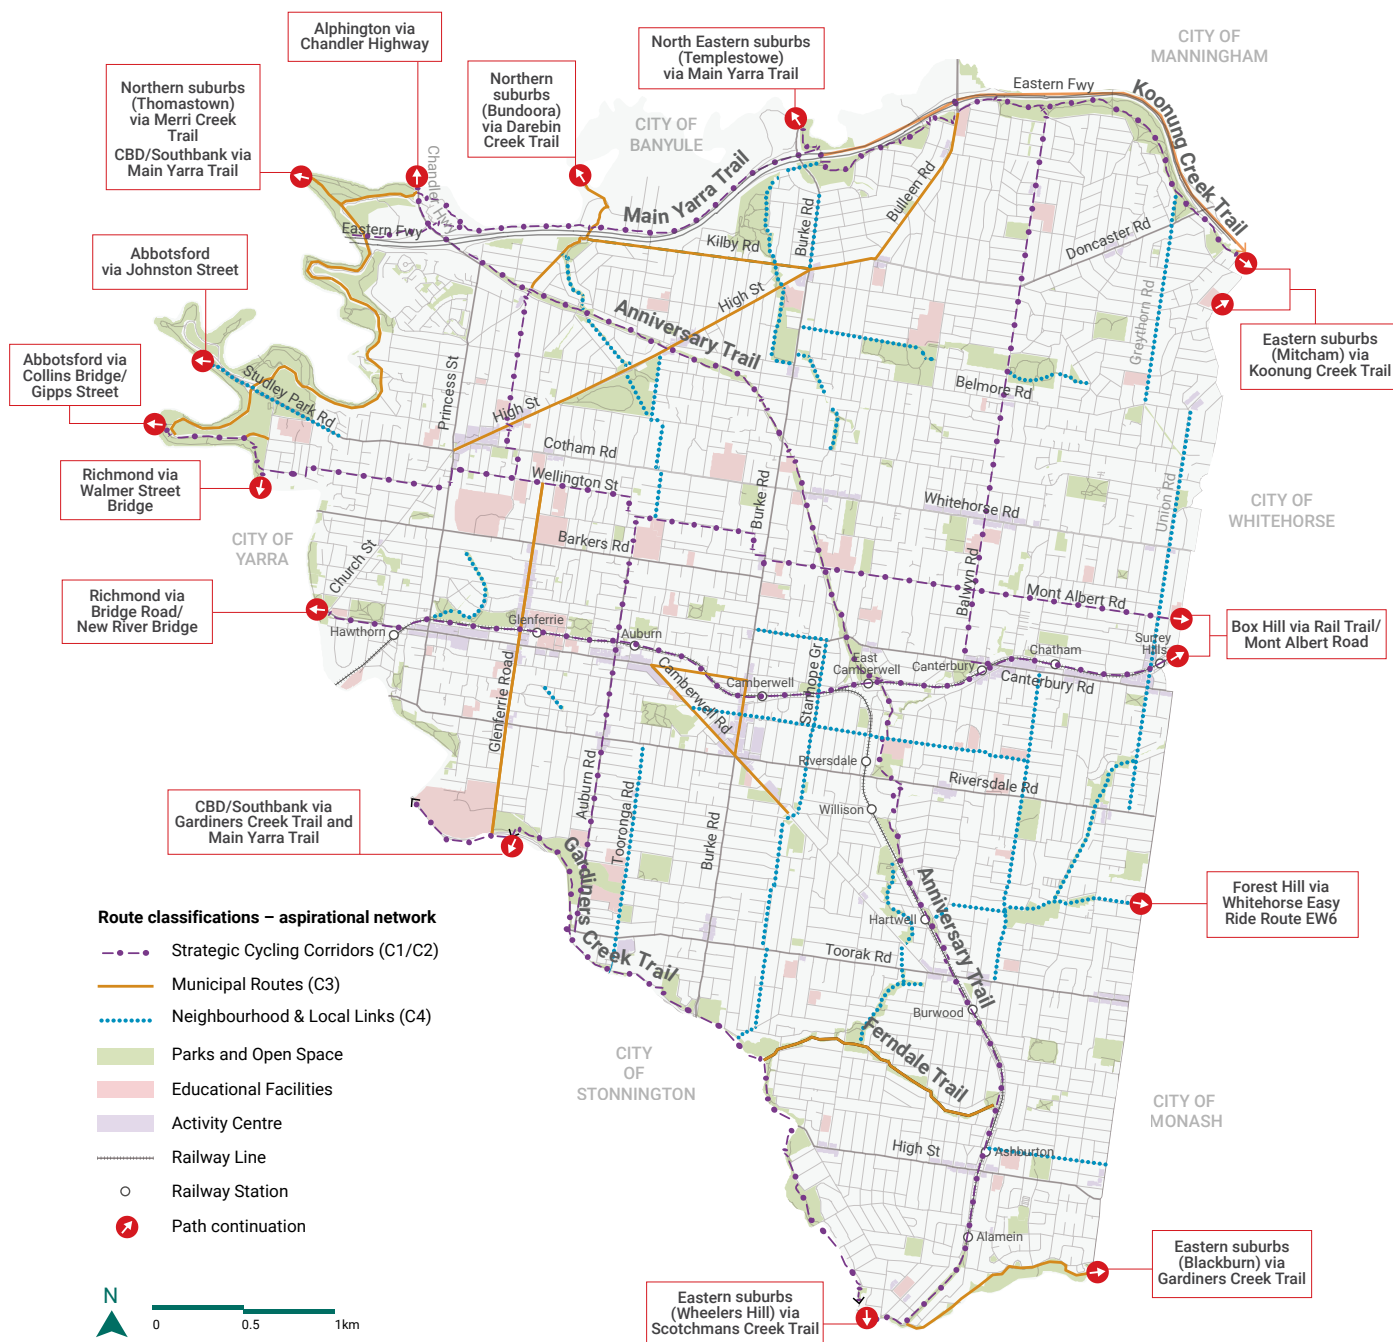 Alphington via
Chandler Highway
North Eastern suburbs
(Templestowe)
via Main Yarra Trail
CITY OF
MANNINGHAM
Northern suburbs
(Thomastown)
via Merri Creek
Trail
CBD/Southbank via
Main Yarra Trail
Northern
suburbs
(Bundoora)
via Darebin
Creek Trail
CITY OF
BANYULE
Eastern Fwy
Koonung Creek Trail
Chandler Hwy
Main Yarra Trail
Eastern Fwy
Kilby Rd
Burke Rd
Bulleen Rd
Doncaster Rd
Abbotsford
via Johnston Street
High St
Anniversary Trail
Greythorn Rd
Eastern suburbs
(Mitcham) via
Koonung Creek Trail
Abbotsford via
Collins Bridge/
Gipps Street
Studley Park Rd
Princess St
High St
Belmore Rd
Cotham Rd
Wellington St
Burke Rd
Whitehorse Rd
Union Rd
Richmond via
Walmer Street
Bridge
CITY OF
WHITEHORSE
CITY OF
YARRA
Church St
Barkers Rd
Balwyn Rd
Mont Albert Rd
Richmond via
Bridge Road/
New River Bridge
Hawthorn
Glenferrie
Auburn
Camberwell
East
Camberwell
Canterbury
Chatham
Surrey
Hills
Canterbury Rd
Box Hill via Rail Trail/
Mont Albert Road
Stanhope Gr
Camberwell Rd
Glenferrie Road
Auburn Rd
Tooronga Rd
Burke Rd
Riversdale
Riversdale Rd
Willison
CBD/Southbank via
Gardiners Creek Trail and
Main Yarra Trail
Gardiners Creek Trail
Hartwell
Anniversary Trail
Toorak Rd
Forest Hill via
Whitehorse Easy
Ride Route EW6
Burwood
Ferndale Trail
CITY
OF
STONNINGTON
CITY OF
MONASH
High St
Ashburton
Alamein
Route classifications – aspirational network
Strategic Cycling Corridors (C1/C2)
Municipal Routes (C3)
Neighbourhood & Local Links (C4)
Parks and Open Space
Educational Facilities
Activity Centre
Railway Line
Railway Station
Path continuation
Eastern suburbs
(Blackburn) via
Gardiners Creek Trail
Eastern suburbs
(Wheelers Hill) via
Scotchmans Creek Trail
N
0 0.5 1km